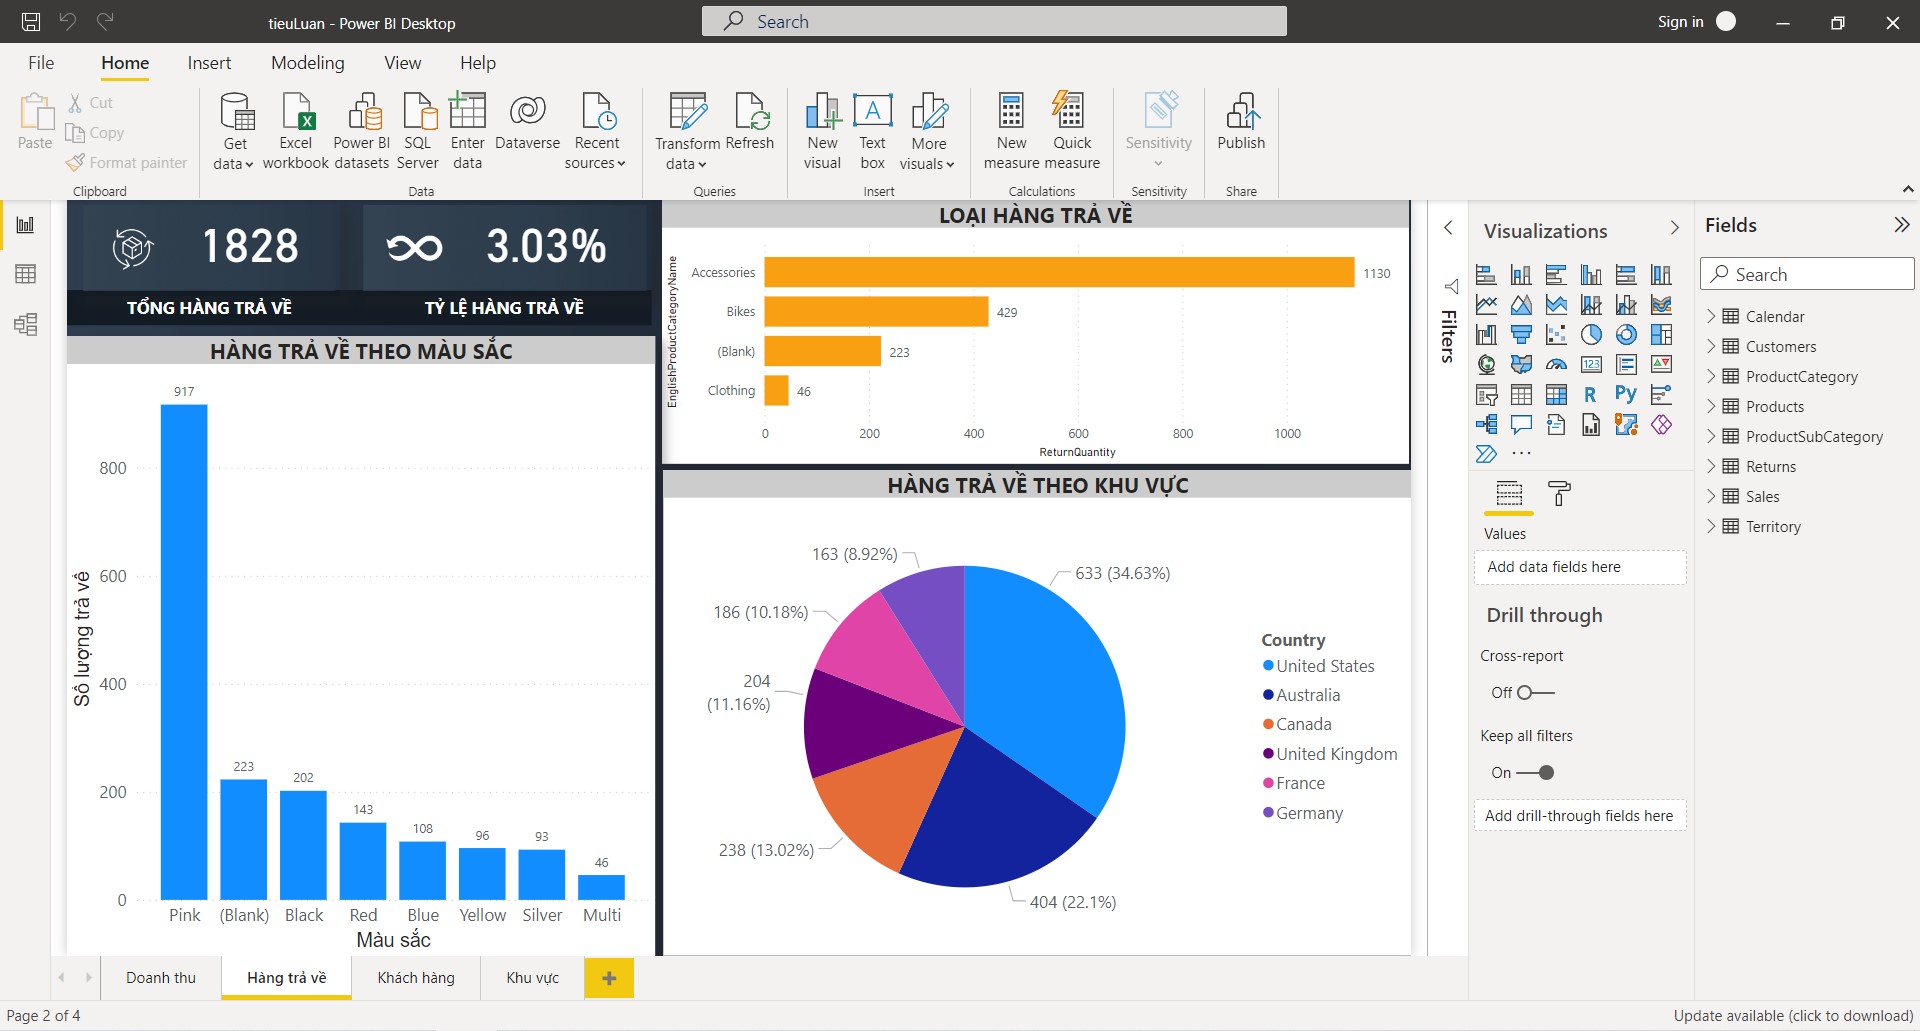 tieuLuan - Power BI Desktop
Search
Sign in
File
Home
Insert
Modeling
View
Help
Paste
Cut
Copy
Format painter
Clipboard
Get data
Excel workbook
Power BI datasets
SQL Server
Enter data
Dataverse
Recent sources
Data
Transform data
Refresh
Queries
New visual
Text box
More visuals
Insert
New measure
Quick measure
Calculations
Sensitivity
Sensitivity
Publish
Share
1828
TỔNG HÀNG TRẢ VỀ
3.03%
TỶ LỆ HÀNG TRẢ VỀ
HÀNG TRẢ VỀ THEO MÀU SẮC
Số lượng trả về
800
600
400
200
0
917
223
202
143
108
96
93
46
Pink
(Blank)
Black
Red
Blue
Yellow
Silver
Multi
Màu sắc
LOẠI HÀNG TRẢ VỀ
EnglishProductCategoryName
Accessories
1130
Bikes
429
(Blank)
223
Clothing
46
0
200
400
600
800
1000
ReturnQuantity
HÀNG TRẢ VỀ THEO KHU VỰC
163 (8.92%)
633 (34.63%)
186 (10.18%)
204
(11.16%)
238 (13.02%)
404 (22.1%)
Country
United States
Australia
Canada
United Kingdom
France
Germany
Filters
Visualizations
123
R
Py
Values
Add data fields here
Drill through
Cross-report
Off
Keep all filters
On
Add drill-through fields here
Fields
Search
Calendar
Customers
ProductCategory
Products
ProductSubCategory
Returns
Sales
Territory
Doanh thu
Hàng trả về
Khách hàng
Khu vực
Page 2 of 4
Update available (click to download)